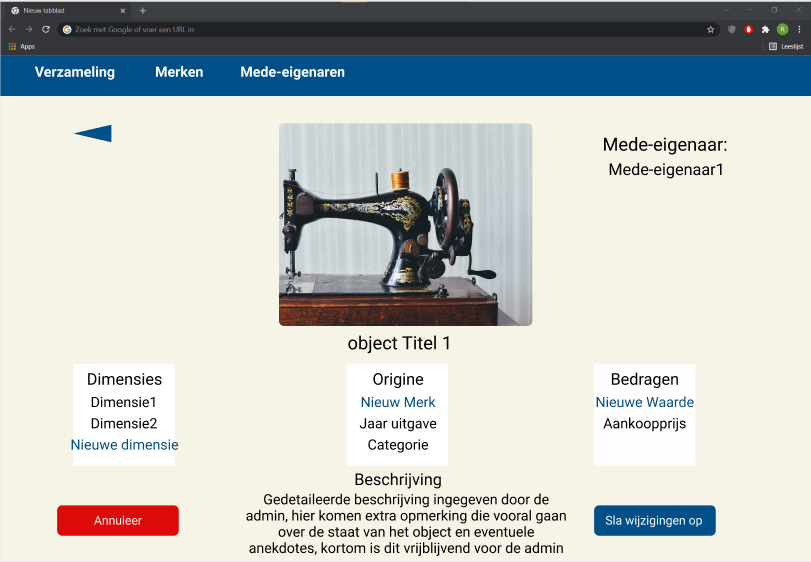 Nieuw tabblad
Zoek met Google of voer een URL in
R
Apps
Leeslijst
Verzameling
Merken
Mede-eigenaren
Mede-eigenaar:
Mede-eigenaar1
object Titel 1
Dimensies
Dimensie1
Dimensie2
Nieuwe dimensie
Origine
Nieuw Merk
Jaar uitgave
Categorie
Bedragen
Nieuwe Waarde
Aankoopprijs
Beschrijving
Gedetaileerde beschrijving ingegeven door de
admin, hier komen extra opmerking die vooral gaan
over de staat van het object en eventuele
anekdotes, kortom is dit vrijblijvend voor de admin
Annuleer
Sla wijzigingen op